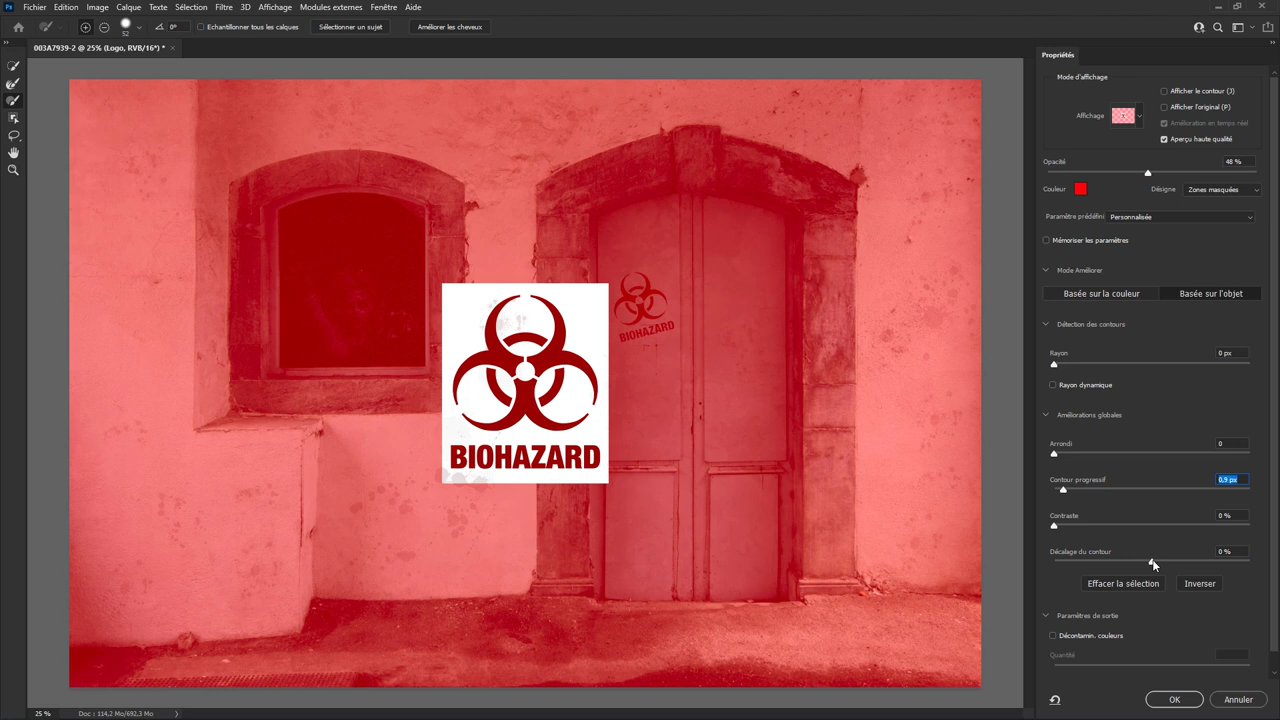 Ps Fichier Edition Image Calque Texte Sélection Filtre 3D Affichage Modules externes Fenêtre Aide
52 0° Echantillonner tous les calques Sélectionner un sujet Améliorer les cheveux
003A7939-2 @ 25% (Logo, RVB/16*) * ×
Propriétés
Mode d'affichage
Afficher le contour (J)
Affichage
Afficher l'original (P)
Amélioration en temps réel
Aperçu haute qualité
Opacité 48 %
Couleur Désigne Zones masquées
Paramètre prédéfini Personnalisée
Mémoriser les paramètres
Mode Améliorer
Basée sur la couleur Basée sur l'objet
Détection des contours
BIOHAZARD
Rayon 0 px
Rayon dynamique
Améliorations globales
Arrondi 0
BIOHAZARD
Contour progressif 0,9 px
Contraste 0 %
Décalage du contour 0 %
Effacer la sélection Inverser
Paramètres de sortie
Décontamin. couleurs
Quantité
OK Annuler
25 % Doc : 114,2 Mo/692,3 Mo